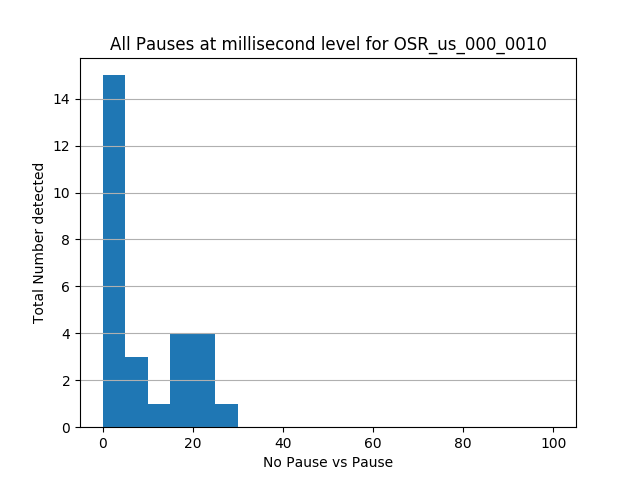 All Pauses at millisecond level for OSR_us_000_0010
14
12
10
8
6
4
2
0
Total Number detected
0 20 40 60 80 100
No Pause vs Pause